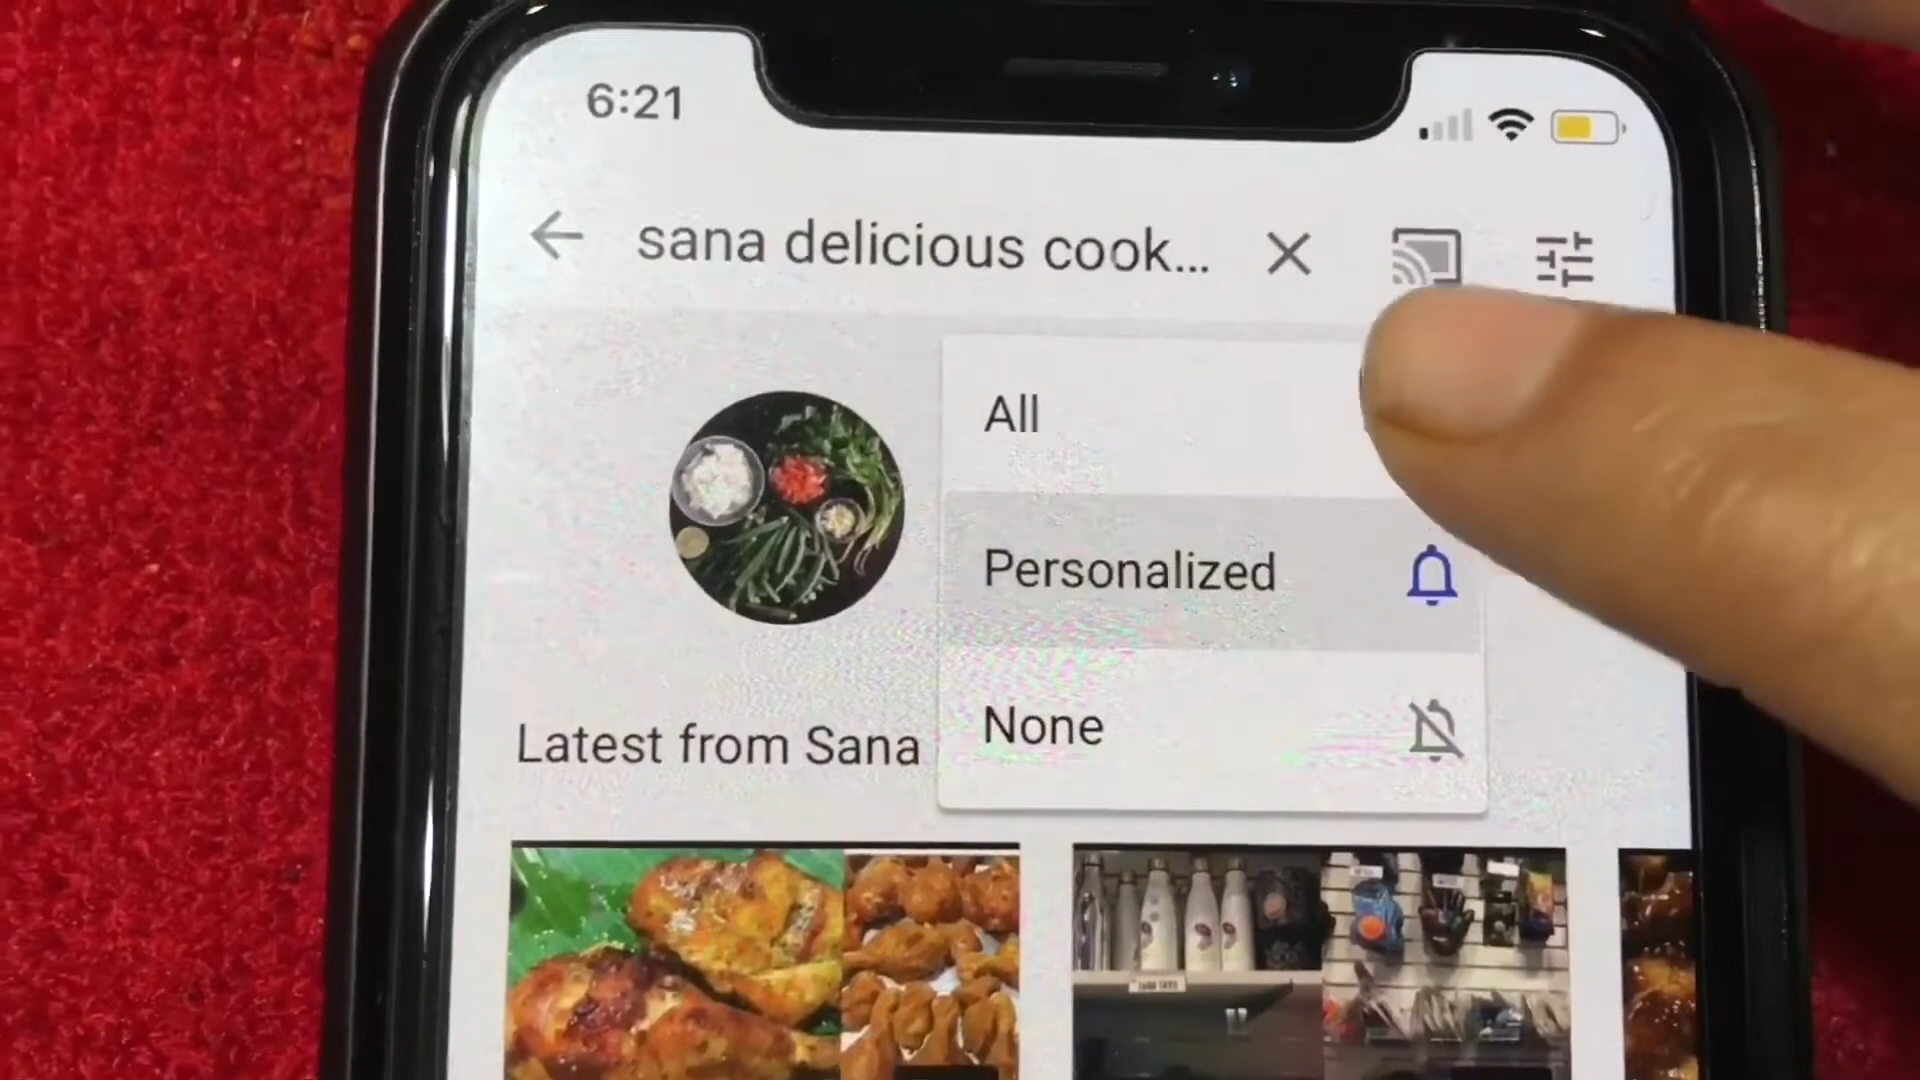 6:21
sana delicious cook...
All
Personalized
None
Latest from Sana